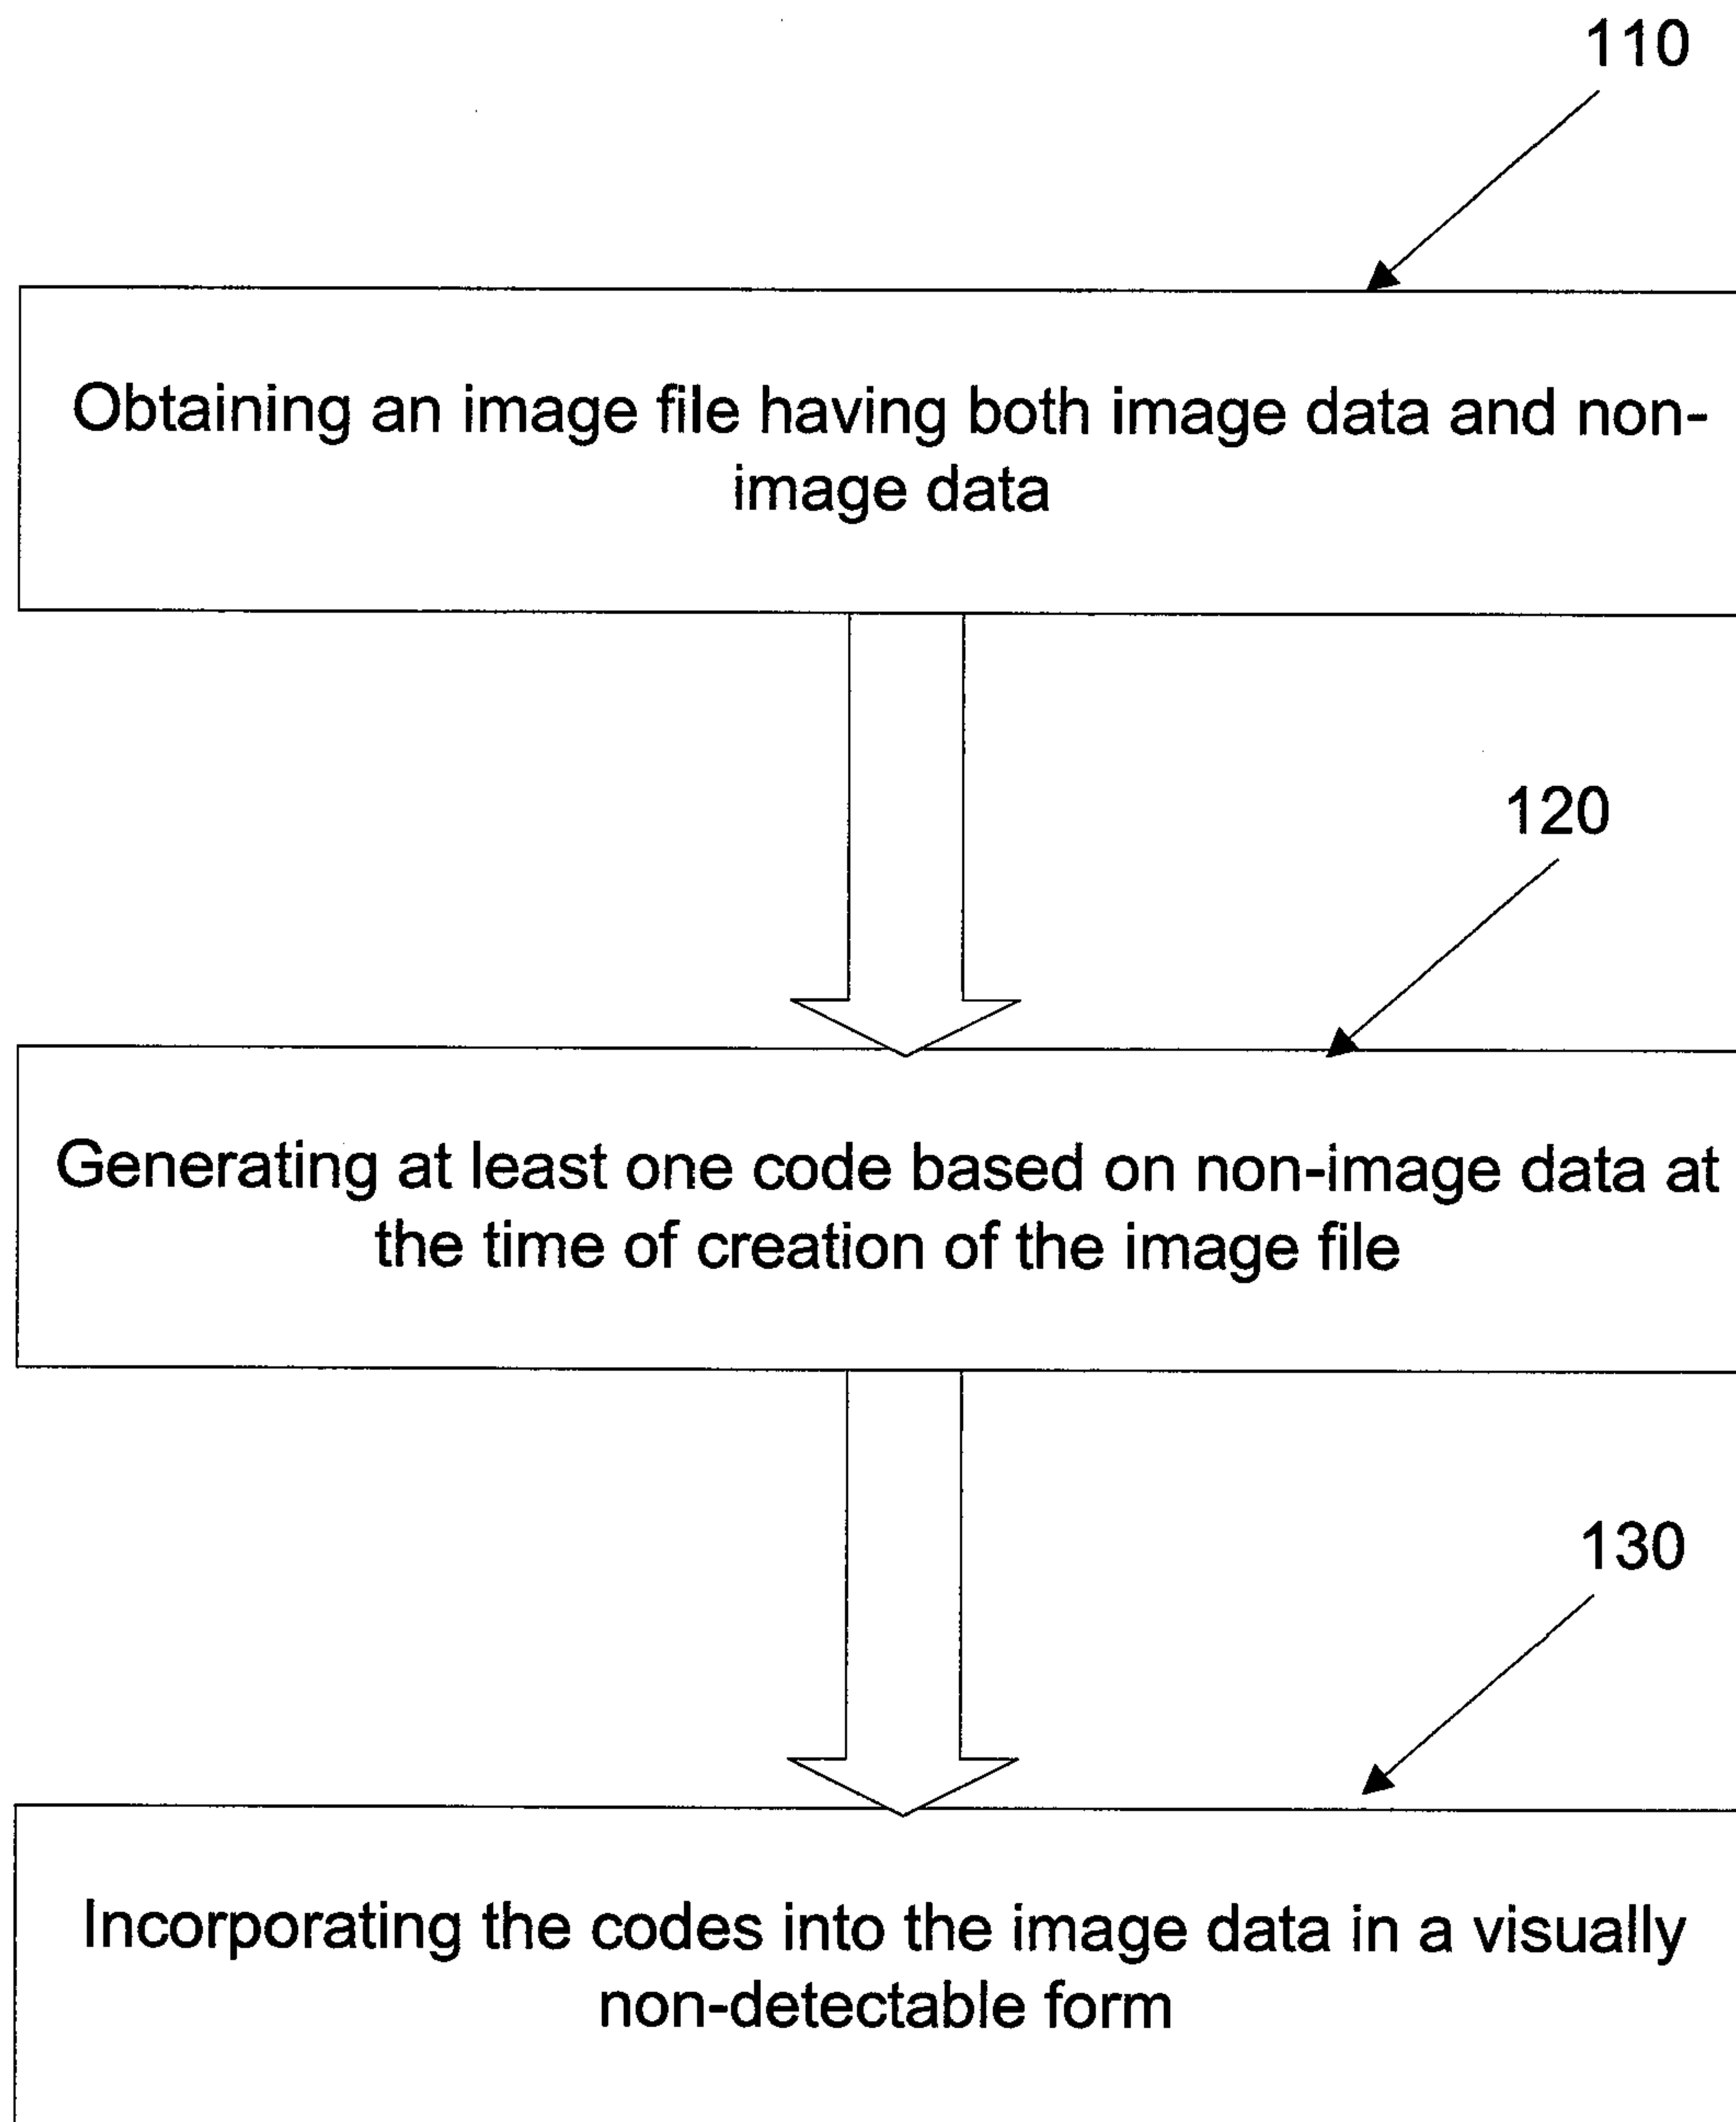 110
Obtaining an image file having both image data and non-
image data
120
Generating at least one code based on non-image data at
the time of creation of the image file
130
Incorporating the codes into the image data in a visually
non-detectable form